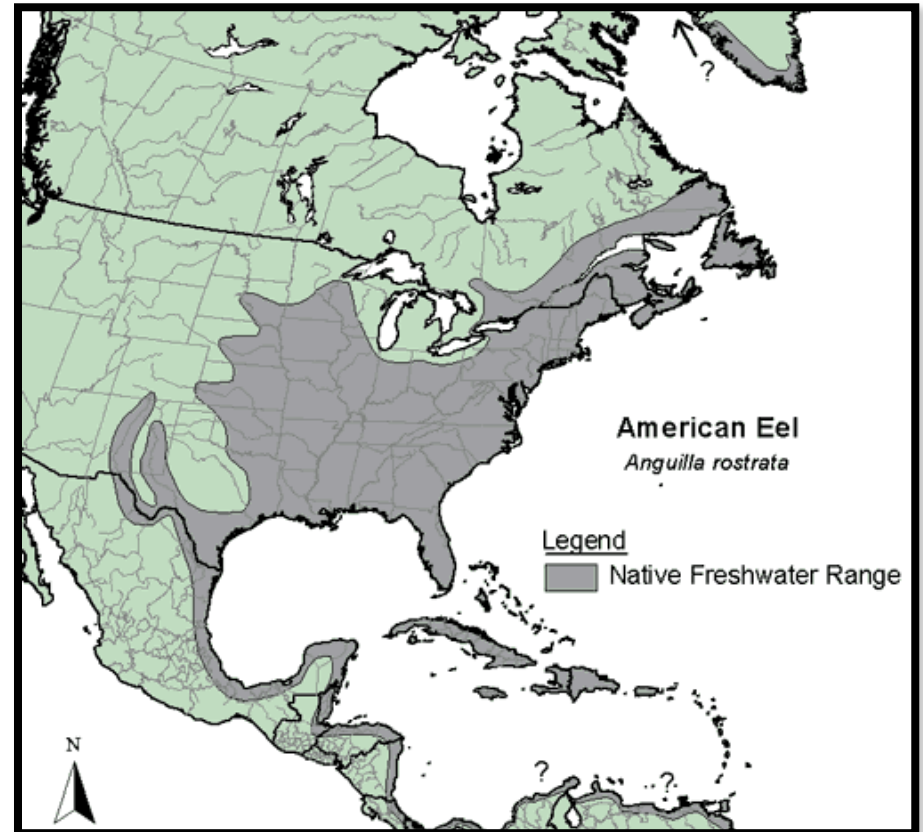 ?
American Eel
Anguilla rostrata
Legend
Native Freshwater Range
N
?
?